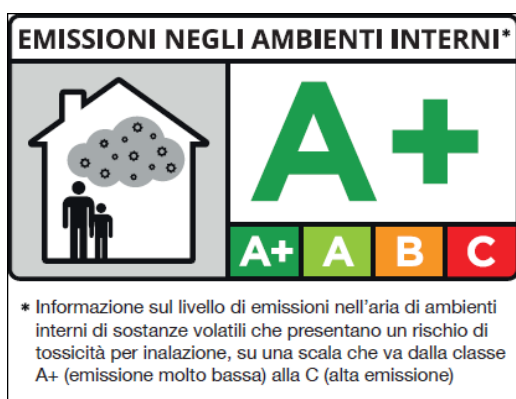 EMISSIONI NEGLI AMBIENTI INTERNI*
A+
A+ A B C
* Informazione sul livello di emissioni nell'aria di ambienti
interni di sostanze volatili che presentano un rischio di
tossicità per inalazione, su una scala che va dalla classe
A+ (emissione molto bassa) alla C (alta emissione)